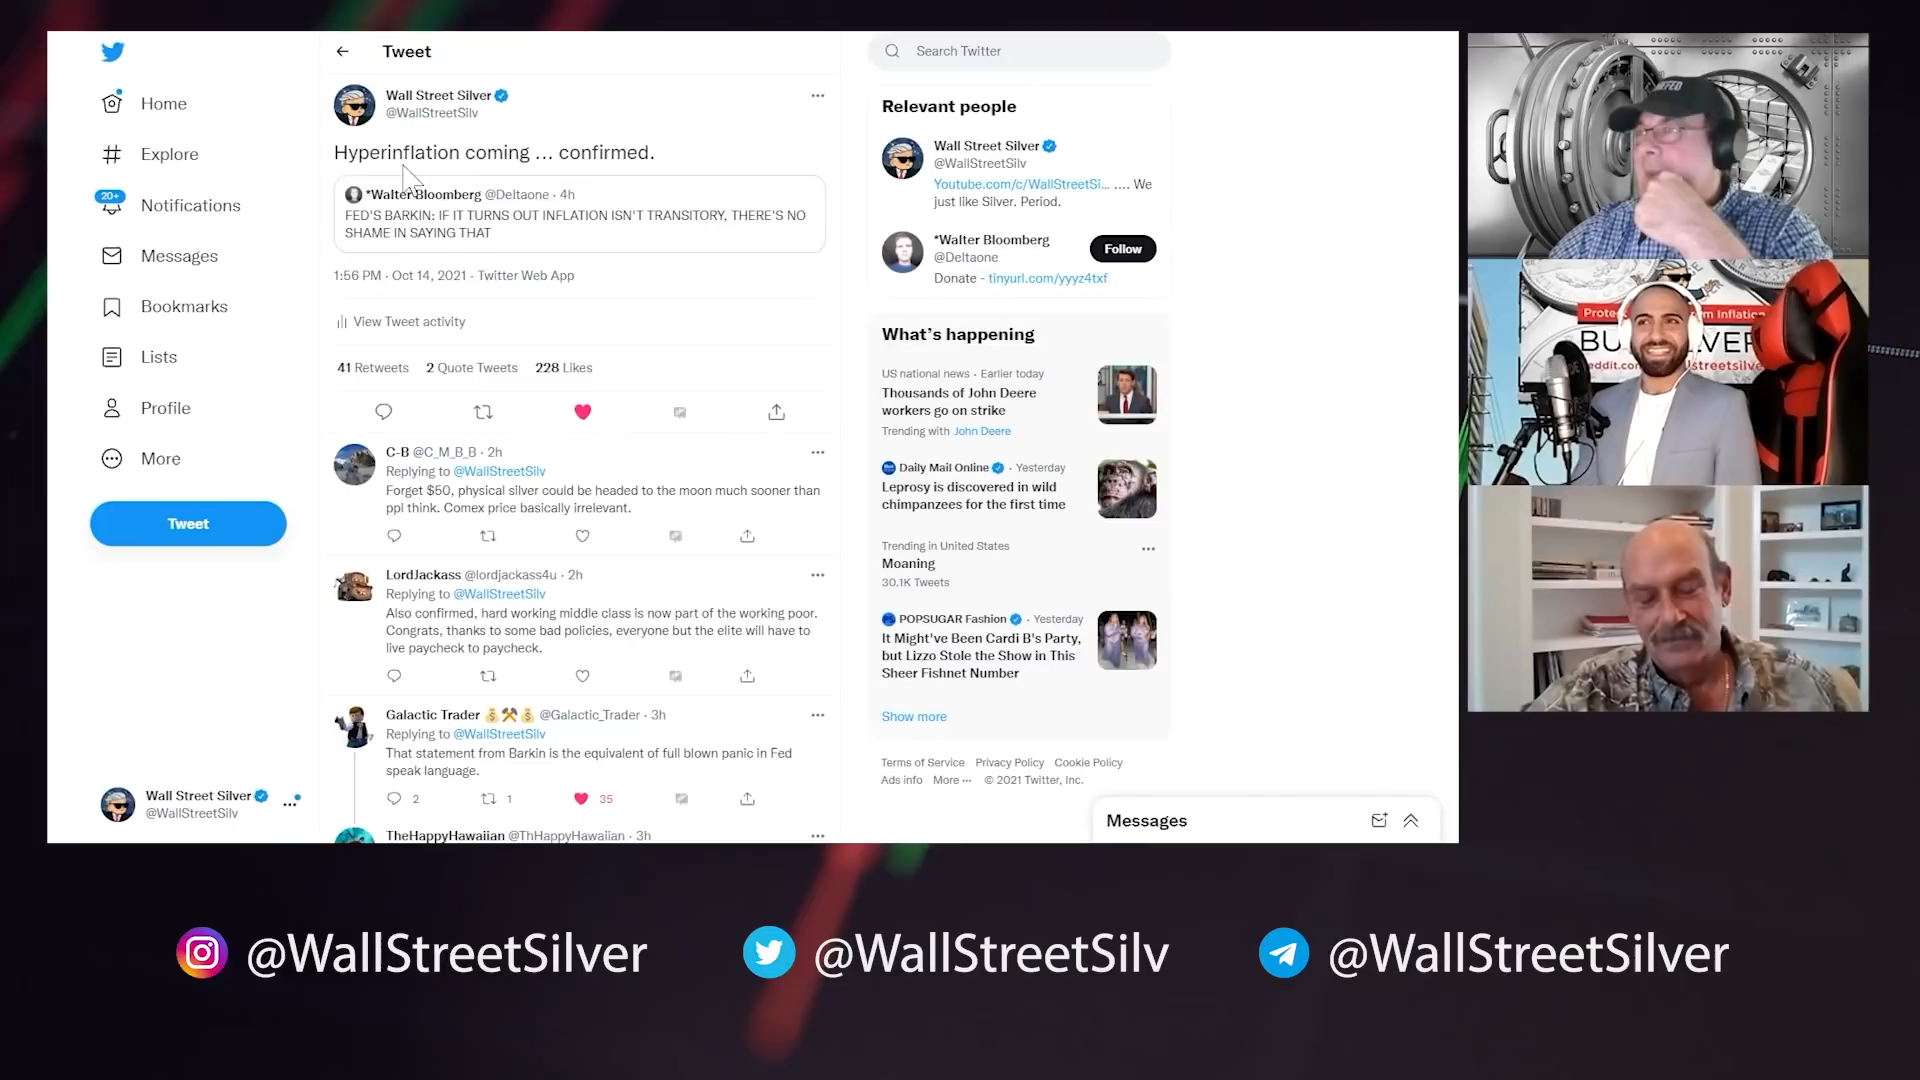 Tweet
Search Twitter
Home
Explore
20+
Notifications
Messages
Bookmarks
Lists
Profile
More
Tweet
Wall Street Silver
@WallStreetSilv
Wall Street Silver
@WallStreetSilv
Hyperinflation coming ... confirmed.
*Walter Bloomberg @Deltaone · 4h
FED'S BARKIN: IF IT TURNS OUT INFLATION ISN'T TRANSITORY, THERE'S NO
SHAME IN SAYING THAT
1:56 PM · Oct 14, 2021 · Twitter Web App
View Tweet activity
41 Retweets 2 Quote Tweets 228 Likes
C-B @C_M_B_B · 2h
Replying to @WallStreetSilv
Forget $50, physical silver could be headed to the moon much sooner than
ppl think. Comex price basically irrelevant.
LordJackass @lordjackass4u · 2h
Replying to @WallStreetSilv
Also confirmed, hard working middle class is now part of the working poor.
Congrats, thanks to some bad policies, everyone but the elite will have to
live paycheck to paycheck.
Galactic Trader @Galactic_Trader · 3h
Replying to @WallStreetSilv
That statement from Barkin is the equivalent of full blown panic in Fed
speak language.
2 1 35
TheHappyHawaiian @ThHappyHawaiian · 3h
Relevant people
Wall Street Silver
@WallStreetSilv
Youtube.com/c/WallStreetSi... .... We
just like Silver. Period.
*Walter Bloomberg
@Deltaone
Follow
Donate - tinyurl.com/yyyz4txf
What's happening
US national news · Earlier today
Thousands of John Deere
workers go on strike
Trending with John Deere
Daily Mail Online · Yesterday
Leprosy is discovered in wild
chimpanzees for the first time
Trending in United States
Moaning
30.1K Tweets
POPSUGAR Fashion · Yesterday
It Might've Been Cardi B's Party,
but Lizzo Stole the Show in This
Sheer Fishnet Number
Show more
Terms of Service Privacy Policy Cookie Policy
Ads info More ··· © 2021 Twitter, Inc.
Messages
Inflation
@WallStreetSilver
@WallStreetSilv
@WallStreetSilver